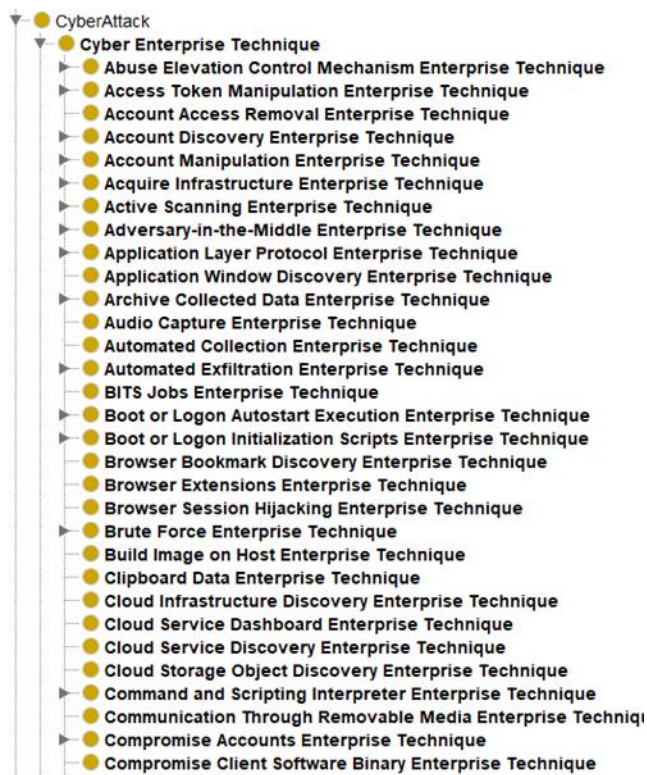 CyberAttack
Cyber Enterprise Technique
Abuse Elevation Control Mechanism Enterprise Technique
Access Token Manipulation Enterprise Technique
Account Access Removal Enterprise Technique
Account Discovery Enterprise Technique
Account Manipulation Enterprise Technique
Acquire Infrastructure Enterprise Technique
Active Scanning Enterprise Technique
Adversary-in-the-Middle Enterprise Technique
Application Layer Protocol Enterprise Technique
Application Window Discovery Enterprise Technique
Archive Collected Data Enterprise Technique
Audio Capture Enterprise Technique
Automated Collection Enterprise Technique
Automated Exfiltration Enterprise Technique
BITS Jobs Enterprise Technique
Boot or Logon Autostart Execution Enterprise Technique
Boot or Logon Initialization Scripts Enterprise Technique
Browser Bookmark Discovery Enterprise Technique
Browser Extensions Enterprise Technique
Browser Session Hijacking Enterprise Technique
Brute Force Enterprise Technique
Build Image on Host Enterprise Technique
Clipboard Data Enterprise Technique
Cloud Infrastructure Discovery Enterprise Technique
Cloud Service Dashboard Enterprise Technique
Cloud Service Discovery Enterprise Technique
Cloud Storage Object Discovery Enterprise Technique
Command and Scripting Interpreter Enterprise Technique
Communication Through Removable Media Enterprise Techniq
Compromise Accounts Enterprise Technique
Compromise Client Software Binary Enterprise Technique